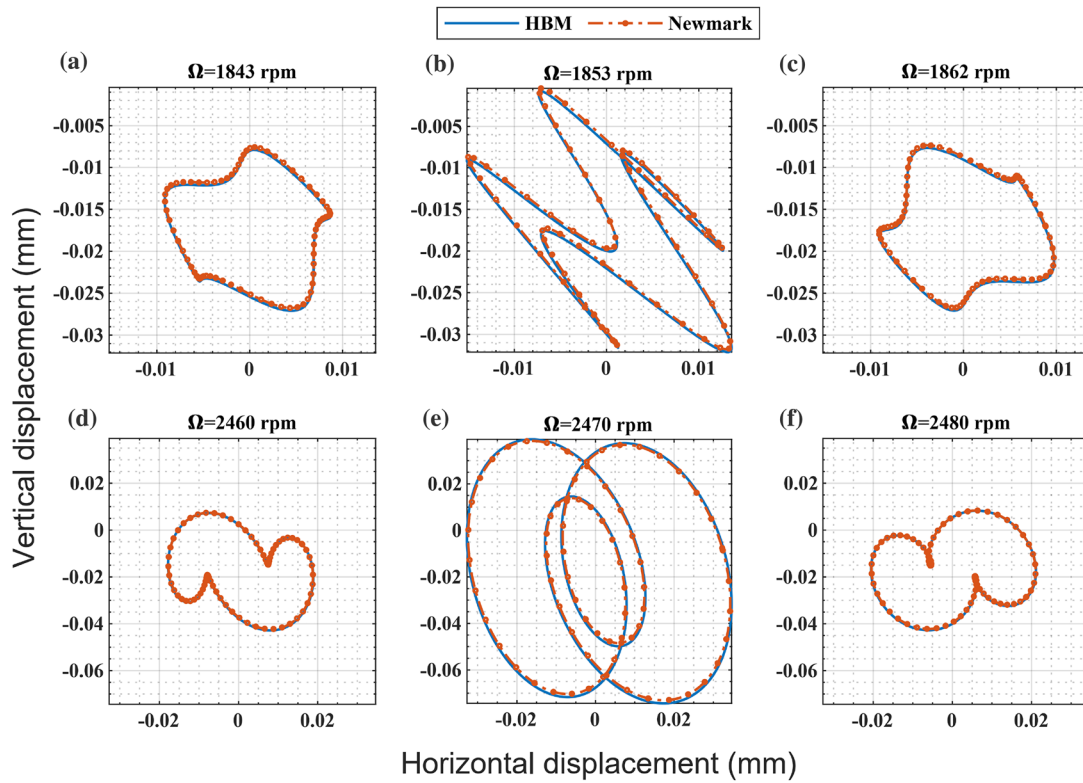 HBM Newmark
(a) (b) (c)
Ω=1843 rpm Ω=1853 rpm Ω=1862 rpm
-0.005 -0.005 -0.005
-0.01 -0.01 -0.01
-0.015 -0.015 -0.015
-0.02 -0.02 -0.02
-0.025 -0.025 -0.025
-0.03 -0.03 -0.03
-0.01 0 0.01 -0.01 0 0.01 -0.01 0 0.01
(d) (e) (f)
Ω=2460 rpm Ω=2470 rpm Ω=2480 rpm
0.02 0.02 0.02
0 0 0
-0.02 -0.02 -0.02
-0.04 -0.04 -0.04
-0.06 -0.06 -0.06
-0.02 0 0.02 -0.02 0 0.02 -0.02 0 0.02
Vertical displacement (mm)
Horizontal displacement (mm)